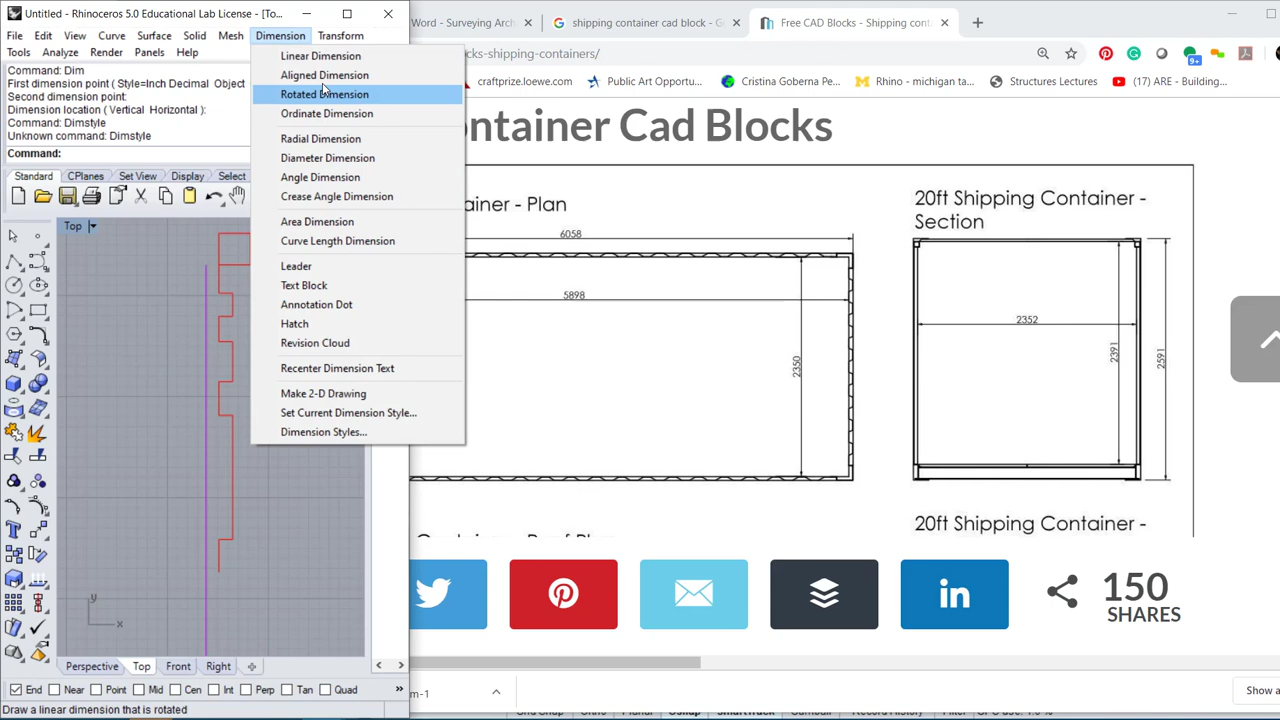 Untitled - Rhinoceros 5.0 Educational Lab License - [To...
File Edit View Curve Surface Solid Mesh Dimension Transform
Tools Analyze Render Panels Help
Command: Dim
First dimension point ( Style=Inch Decimal Object
Second dimension point:
Dimension location ( Vertical Horizontal ):
Command: Dimstyle
Unknown command: Dimstyle
Command:
Standard CPlanes Set View Display Select
Top
Linear Dimension
Aligned Dimension
Rotated Dimension
Ordinate Dimension
Radial Dimension
Diameter Dimension
Angle Dimension
Crease Angle Dimension
Area Dimension
Curve Length Dimension
Leader
Text Block
Annotation Dot
Hatch
Revision Cloud
Recenter Dimension Text
Make 2-D Drawing
Set Current Dimension Style...
Dimension Styles...
y
x
Perspective Top Front Right
End Near Point Mid Cen Int Perp Tan Quad »
Draw a linear dimension that is rotated
Word - Surveying Arch
shipping container cad block - G
Free CAD Blocks - Shipping cont
cks-shipping-containers/
9+
craftprize.loewe.com
Public Art Opportu...
Cristina Goberna Pe...
Rhino - michigan ta...
Structures Lectures
(17) ARE - Building...
ntainer Cad Blocks
ainer - Plan
6058
5898
2350
20ft Shipping Container -
Section
2352
2391
2591
20ft Shipping Container -
150
SHARES
m-1
Show a